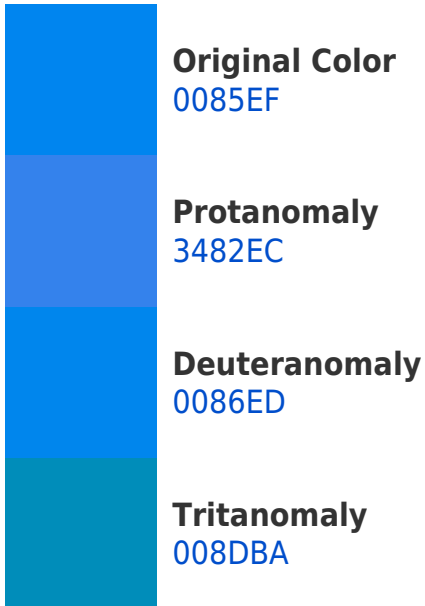 Original Color
0085EF
Protanomaly
3482EC
Deuteranomaly
0086ED
Tritanomaly
008DBA